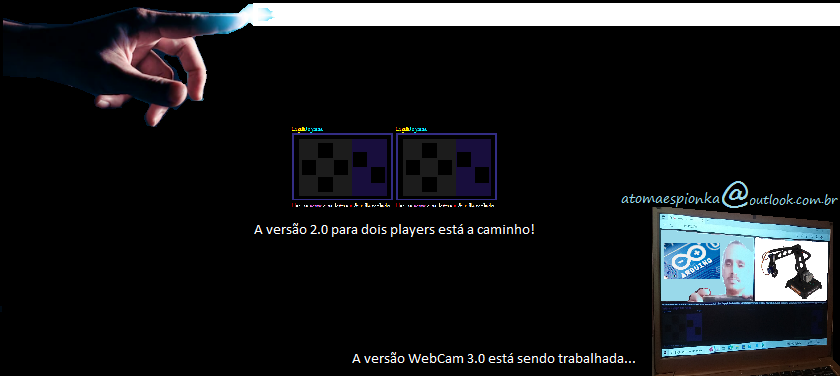 atomaespionka@outlook.com.br
ARDUINO
A versão 2.0 para dois players está a caminho!
A versão WebCam 3.0 está sendo trabalhada...